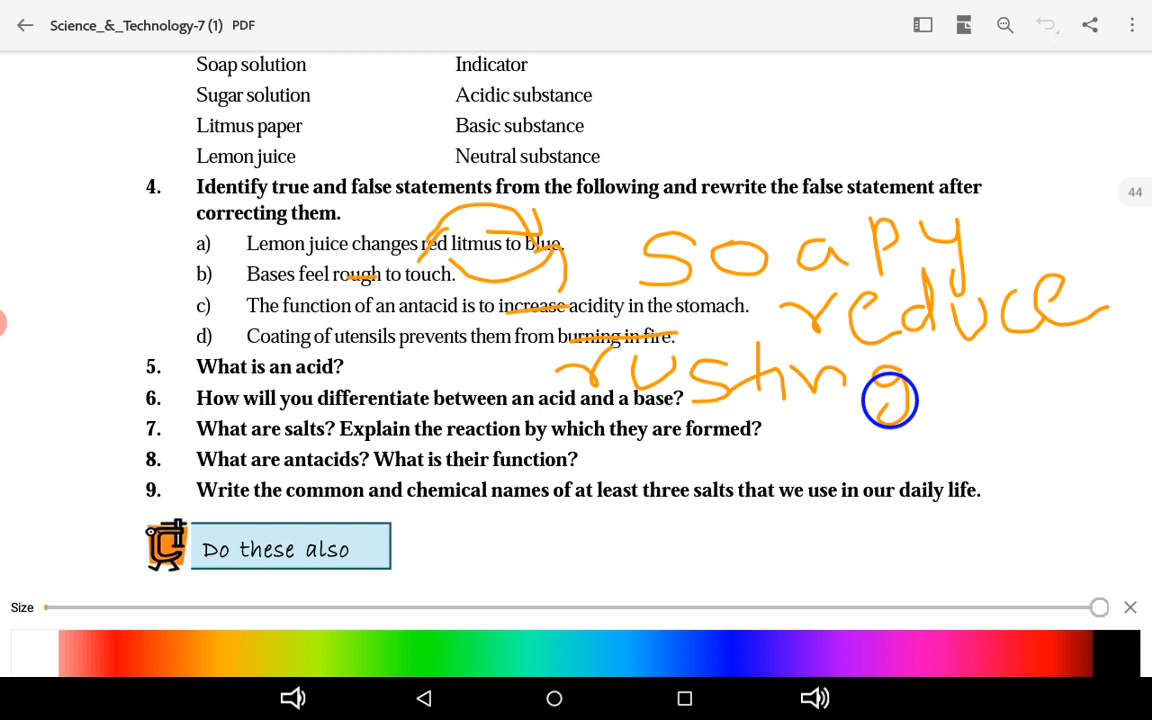 Science_&_Technology-7 (1) PDF
Soap solution Indicator
Sugar solution Acidic substance
44
Litmus paper Basic substance
Lemon juice Neutral substance
4. Identify true and false statements from the following and rewrite the false statement after
correcting them.
a) Lemon juice changes red litmus to blue.
soapy
b) Bases feel rough to touch.
c) The function of an antacid is to increase acidity in the stomach.
reduce
d) Coating of utensils prevents them from burning in fire.
5. What is an acid?
rusting
6. How will you differentiate between an acid and a base?
7. What are salts? Explain the reaction by which they are formed?
8. What are antacids? What is their function?
9. Write the common and chemical names of at least three salts that we use in our daily life.
Do these also
Size